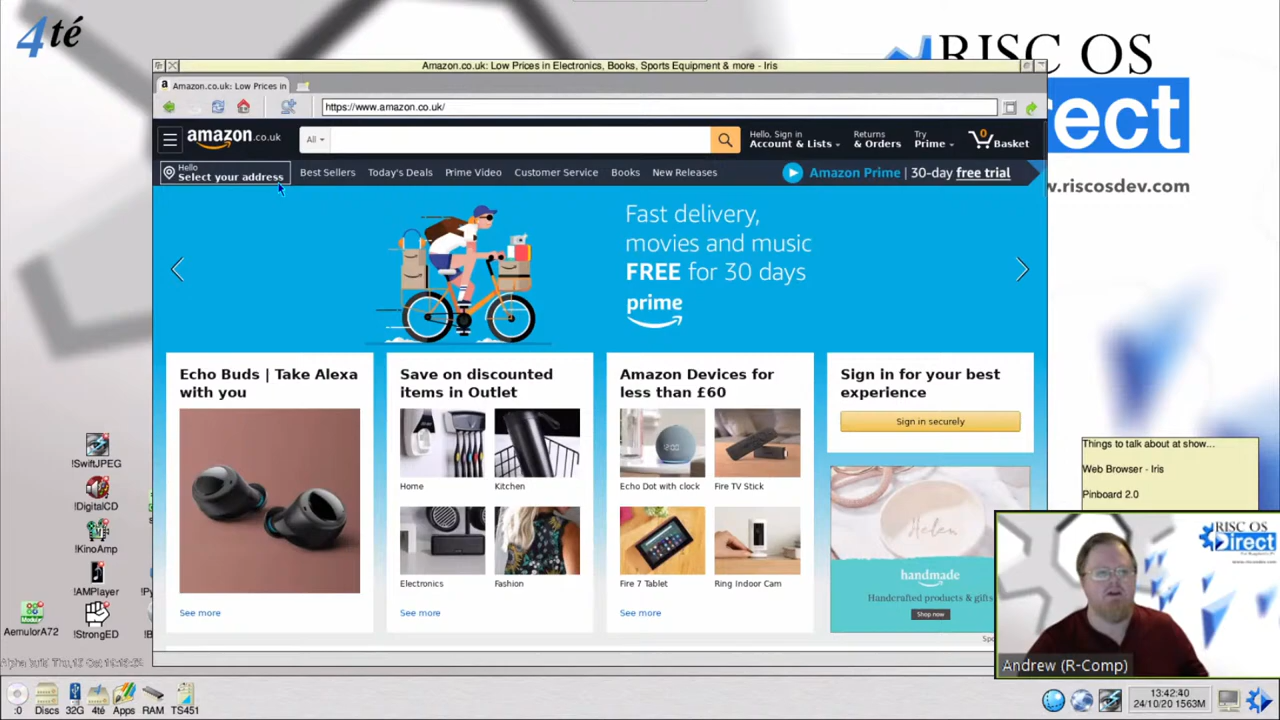 4té
RISC OS
Direct
www.riscosdev.com
Amazon.co.uk: Low Prices in Electronics, Books, Sports Equipment & more - Iris
Amazon.co.uk: Low Prices in
https://www.amazon.co.uk/
amazon.co.uk
All
Hello, Sign in
Account & Lists
Returns
& Orders
Try
Prime
0
Basket
Hello
Select your address
Best Sellers
Today's Deals
Prime Video
Customer Service
Books
New Releases
Amazon Prime | 30-day free trial
Fast delivery,
movies and music
FREE for 30 days
prime
Echo Buds | Take Alexa
with you
See more
Save on discounted
items in Outlet
Home
Kitchen
Electronics
Fashion
See more
Amazon Devices for
less than £60
Echo Dot with clock
Fire TV Stick
Fire 7 Tablet
Ring Indoor Cam
See more
Sign in for your best
experience
Sign in securely
Helen
handmade
Handcrafted products & gifts
Shop now
Things to talk about at show...
Web Browser - Iris
Pinboard 2.0
RISC OS
Direct
Andrew (R-Comp)
!SwiftJPEG
!DigitalCD
!KinoAmp
!AMPlayer
AemulorA72
!StrongED
:0
Discs
32G
4té
Apps
RAM
TS451
13:42:40
24/10/20 1563M